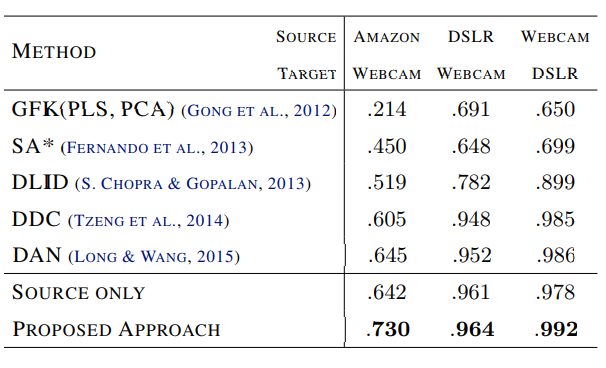 METHOD SOURCE AMAZON DSLR WEBCAM
TARGET WEBCAM WEBCAM DSLR
GFK(PLS, PCA) (GONG ET AL., 2012) .214 .691 .650
SA* (FERNANDO ET AL., 2013) .450 .648 .699
DLID (S. CHOPRA & GOPALAN, 2013) .519 .782 .899
DDC (TZENG ET AL., 2014) .605 .948 .985
DAN (LONG & WANG, 2015) .645 .952 .986
SOURCE ONLY .642 .961 .978
PROPOSED APPROACH .730 .964 .992